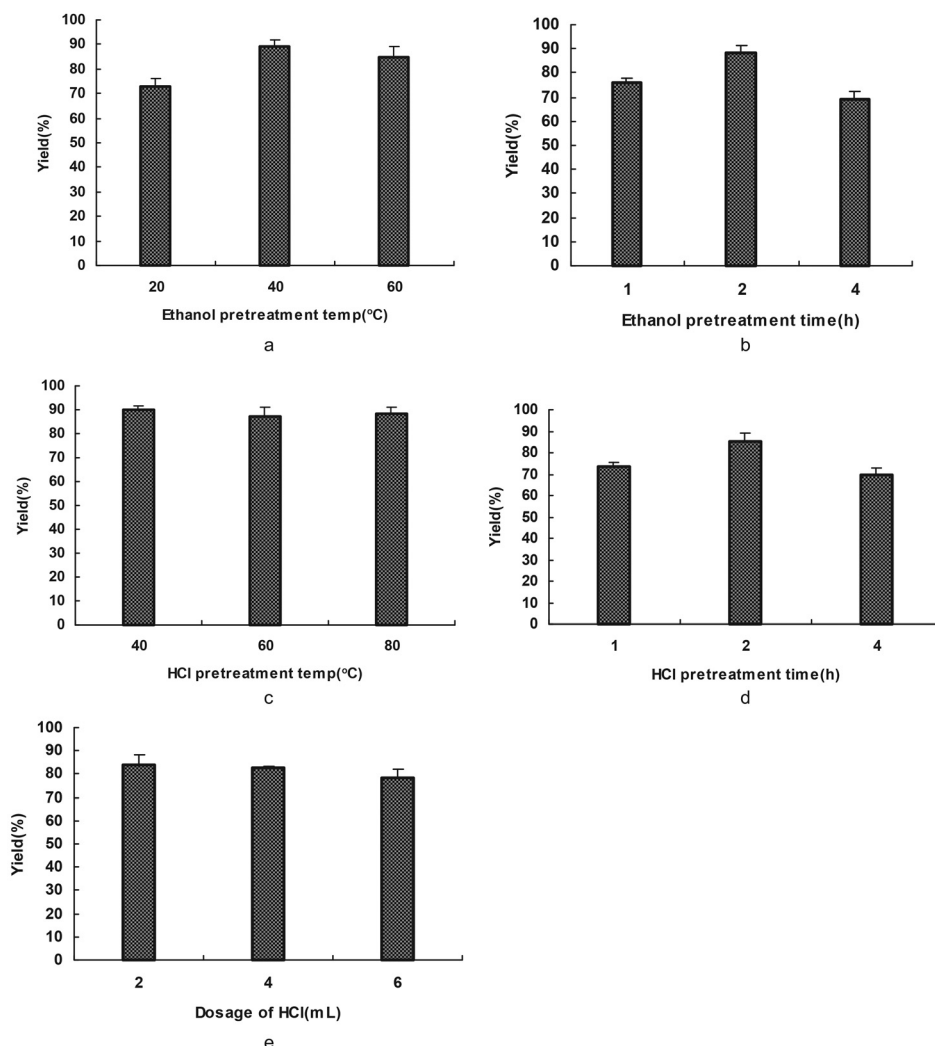 100
90
80
70
60
50
40
30
20
10
0
Yield(%)
20 40 60
Ethanol pretreatment temp(°C)
a
100
90
80
70
60
50
40
30
20
10
0
Yield(%)
1 2 4
Ethanol pretreatment time(h)
b
100
90
80
70
60
50
40
30
20
10
0
Yield(%)
40 60 80
HCl pretreatment temp(°C)
c
100
90
80
70
60
50
40
30
20
10
0
Yield(%)
1 2 4
HCl pretreatment time(h)
d
100
90
80
70
60
50
40
30
20
10
0
Yield(%)
2 4 6
Dosage of HCl(mL)
e